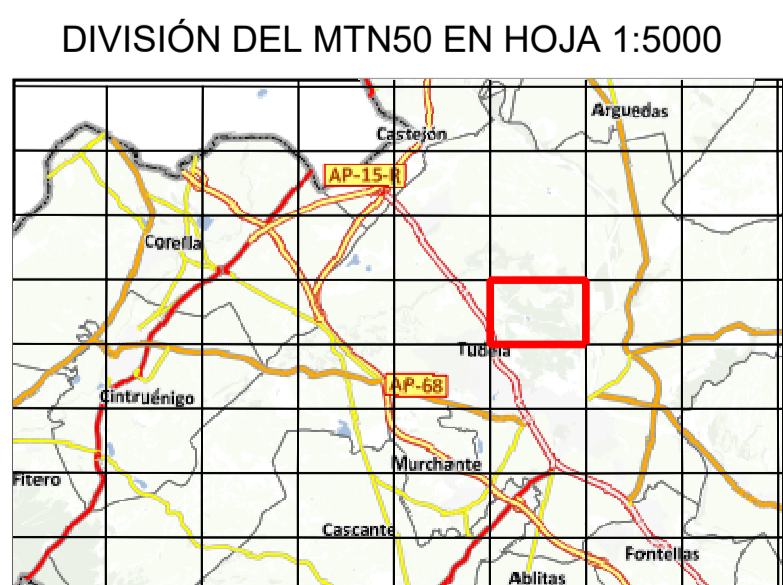 DIVISIÓN DEL MTN50 EN HOJA 1:5000
Arguedas
Castejón
AP-15-R
Corella
Tudela
AP-68
Cintruénigo
Murchante
Fitero
Cascante
Fontellas
Ablitas